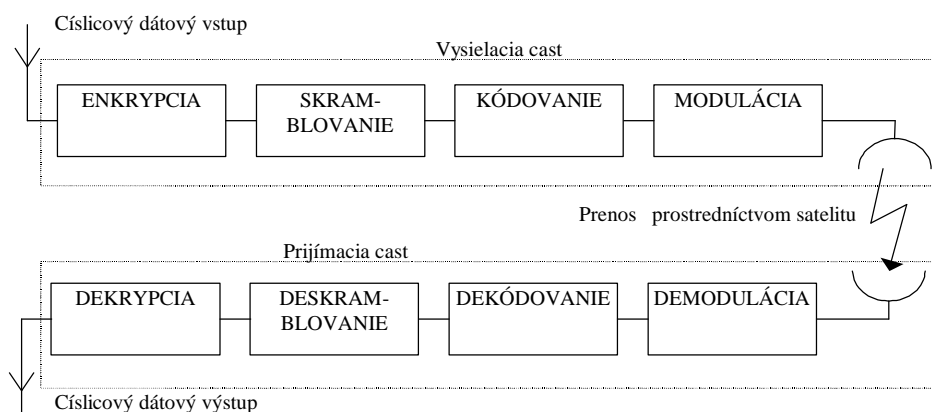 Císlicový dátový vstup
Vysielacia cast
ENKRYPCIA
SKRAM-
BLOVANIE
KÓDOVANIE
MODULÁCIA
Prenos prostredníctvom satelitu
Prijímacia cast
DEKRYPCIA
DESKRAM-
BLOVANIE
DEKÓDOVANIE
DEMODULÁCIA
Císlicový dátový výstup